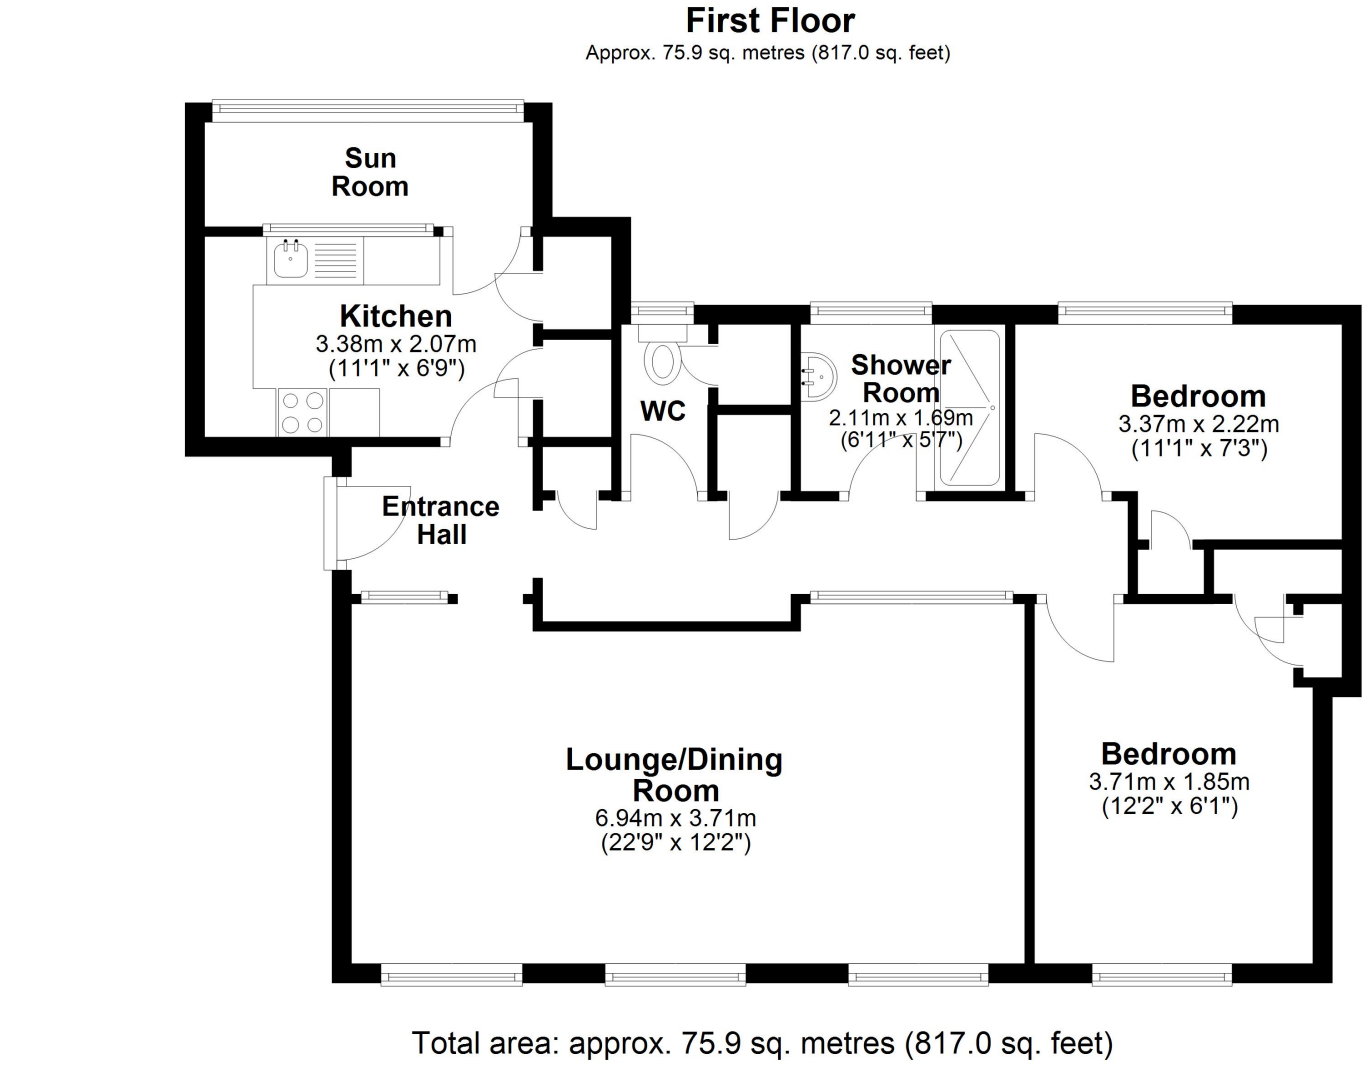 First Floor
Approx. 75.9 sq. metres (817.0 sq. feet)
Sun
Room
Kitchen
3.38m x 2.07m
(11'1" x 6'9")
WC
Shower
Room
2.11m x 1.69m
(6'11" x 5'7")
Bedroom
3.37m x 2.22m
(11'1" x 7'3")
Entrance
Hall
Lounge/Dining
Room
6.94m x 3.71m
(22'9" x 12'2")
Bedroom
3.71m x 1.85m
(12'2" x 6'1")
Total area: approx. 75.9 sq. metres (817.0 sq. feet)